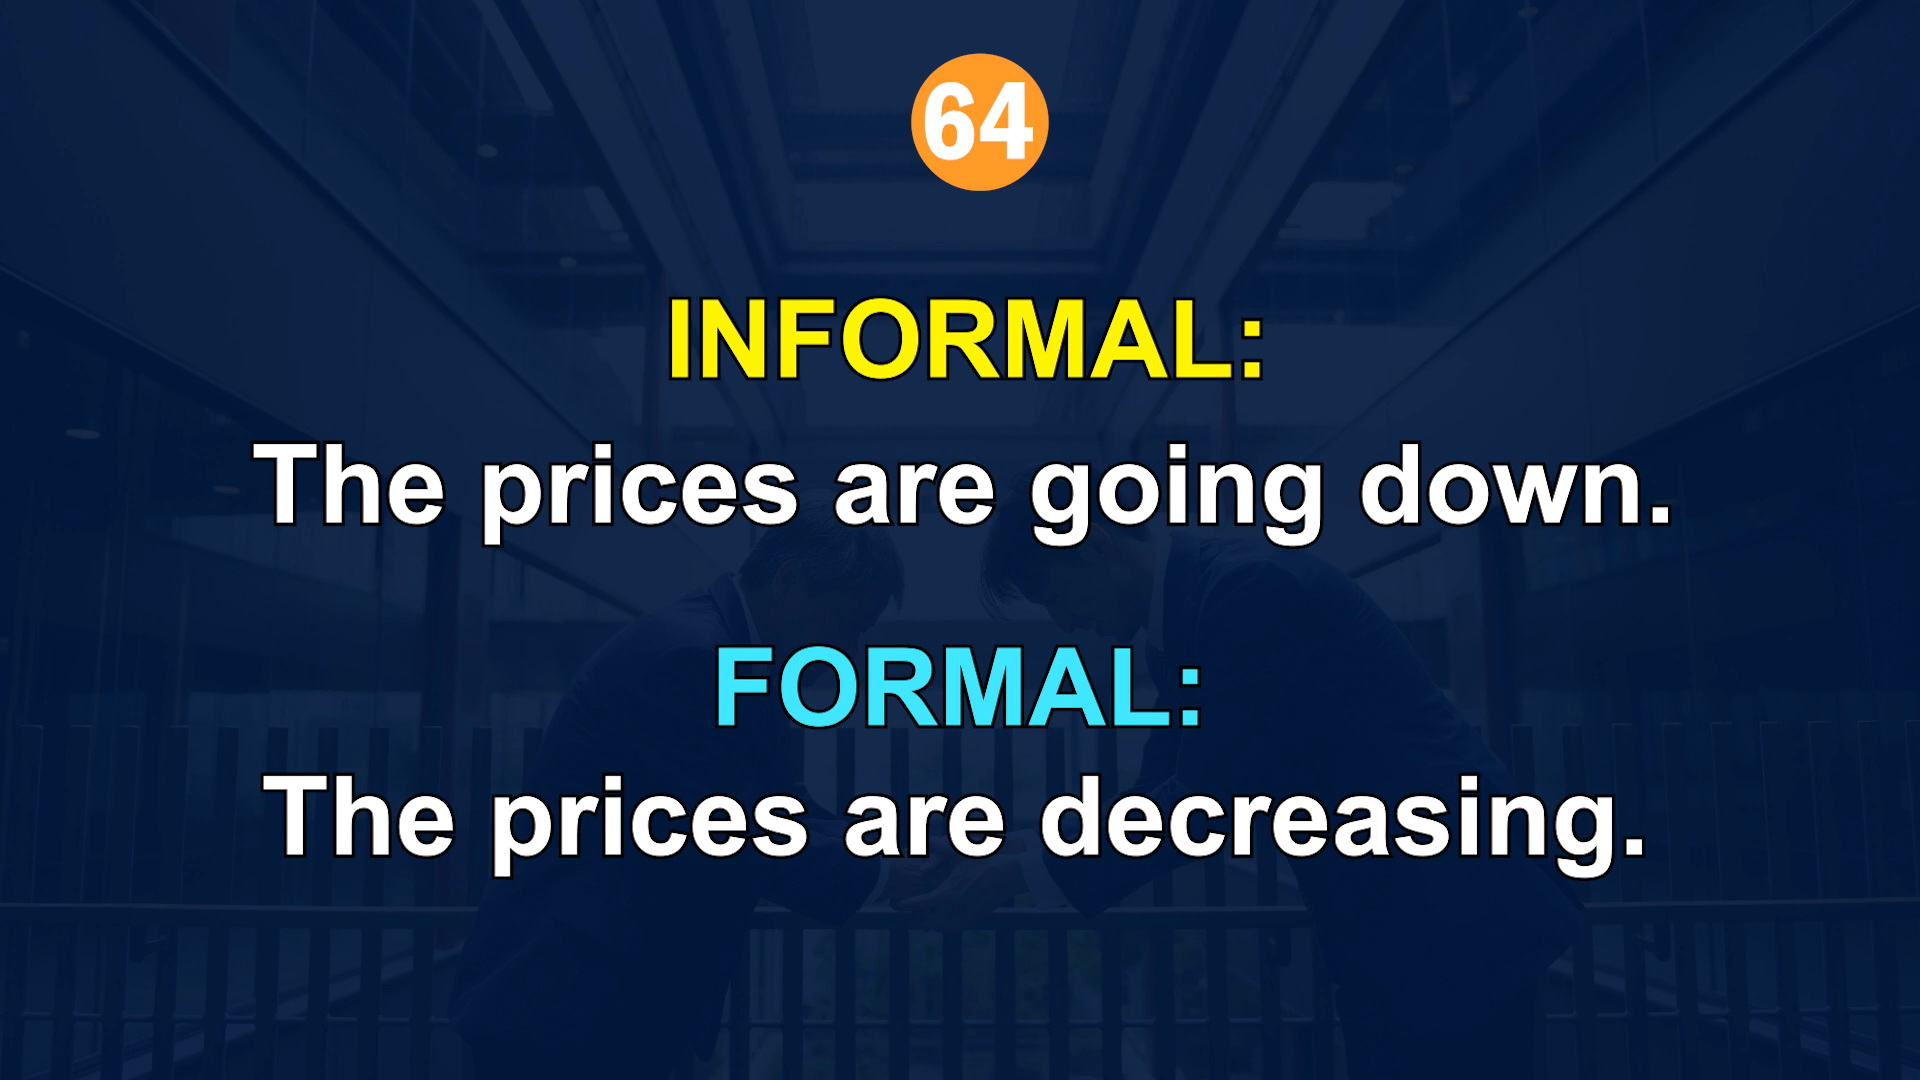 64
INFORMAL:
The prices are going down.
FORMAL:
The prices are decreasing.